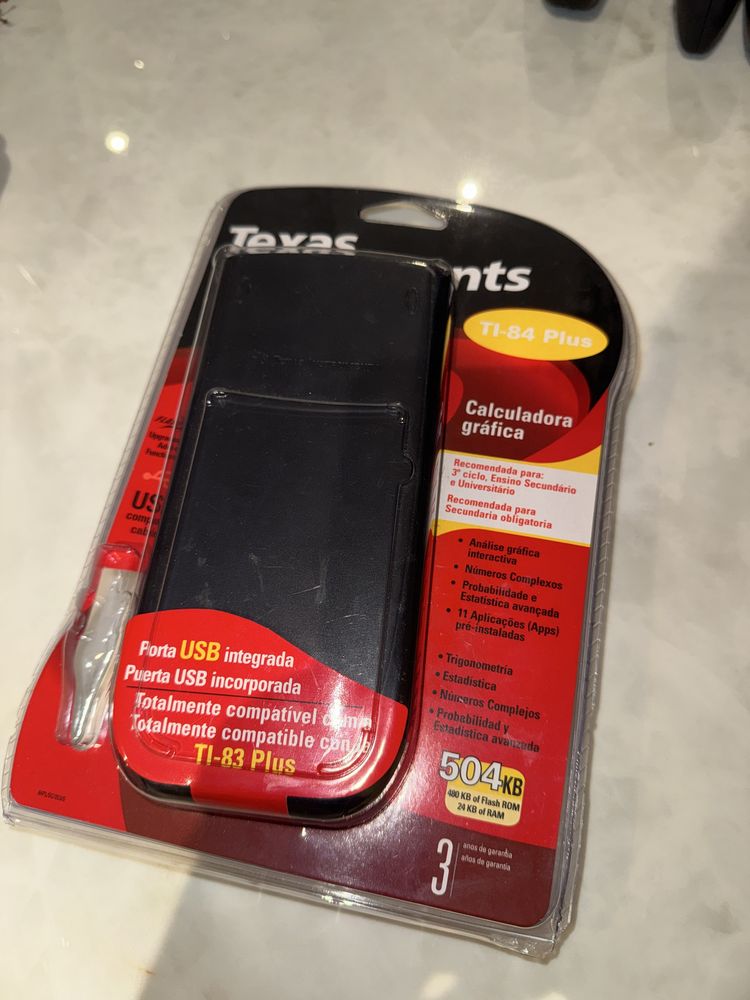 Texas
nts
TI-84 Plus
Calculadora
gráfica
Recomendada para:
3º ciclo, Ensino Secundário
e Universitário
Recomendada para
Secundaria obligatoria
• Análise gráfica
interactiva
• Números Complexos
• Probabilidade e
Estatística avançada
• 11 Aplicações (Apps)
pré-instaladas
• Trigonometría
• Estadística
• Números Complejos
• Probabilidad y
Estadística avanzada
504KB
480 KB of Flash ROM
24 KB of RAM
3 anos de garantia
años de garantía
US
Porta USB integrada
Puerta USB incorporada
Totalmente compatível com a
Totalmente compatible con la
TI-83 Plus